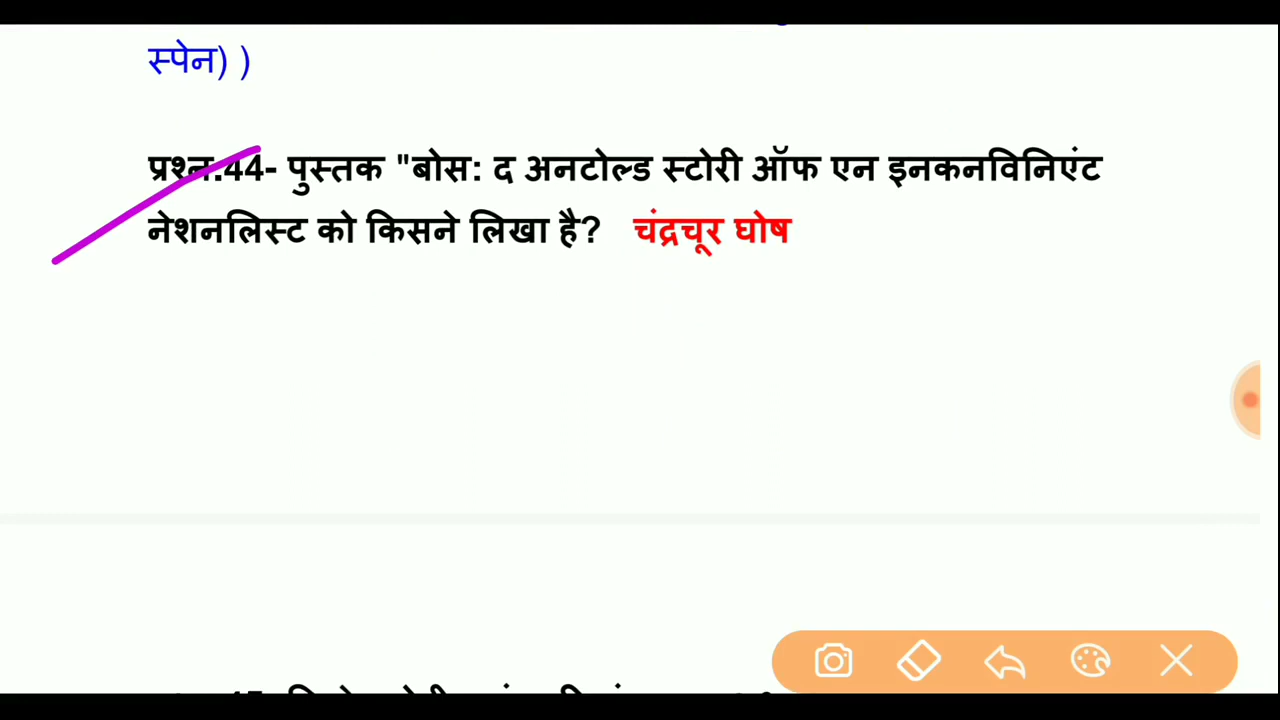 स्पेन) )
प्रश्न.44- पुस्तक "बोस: द अनटोल्ड स्टोरी ऑफ एन इनकनविनिएंट
नेशनलिस्ट को किसने लिखा है? चंद्रचूर घोष